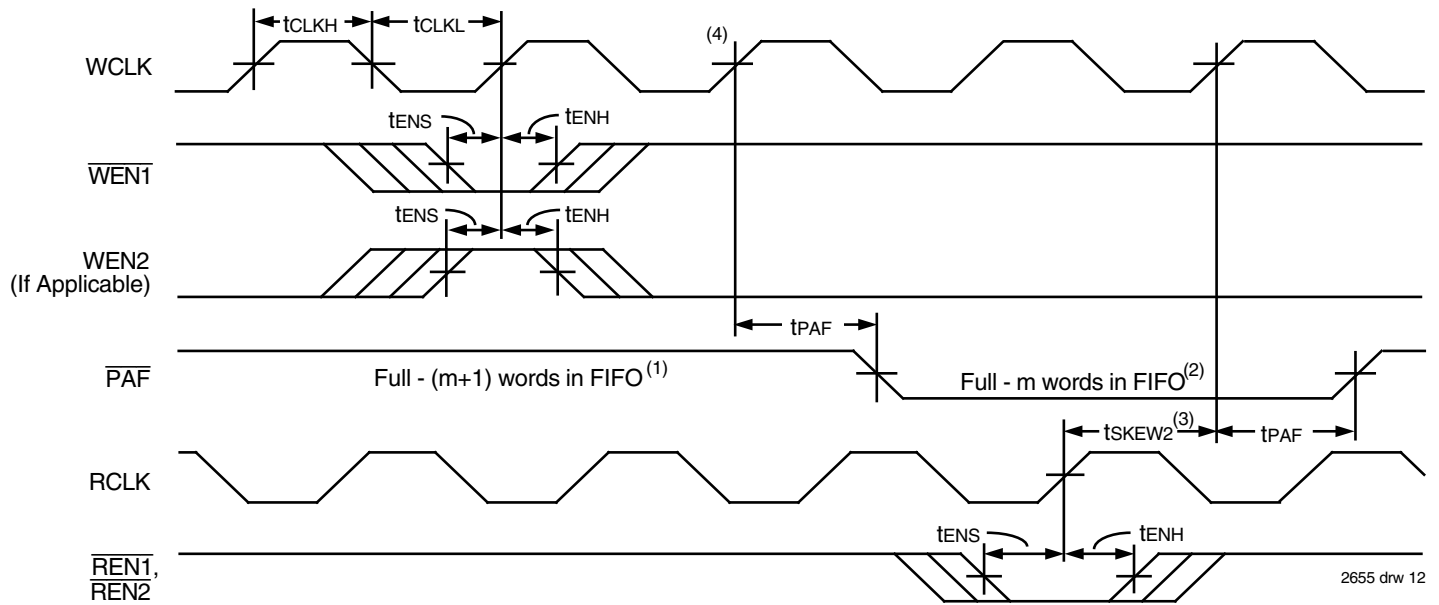 tCLKH
tCLKL
(4)
WCLK
tENS
tENH
WEN1
tENS
tENH
WEN2
(If Applicable)
tPAF
PAF
Full - (m+1) words in FIFO(1)
Full - m words in FIFO(2)
tSKEW2(3)
tPAF
RCLK
tENS
tENH
REN1,
REN2
2655 drw 12